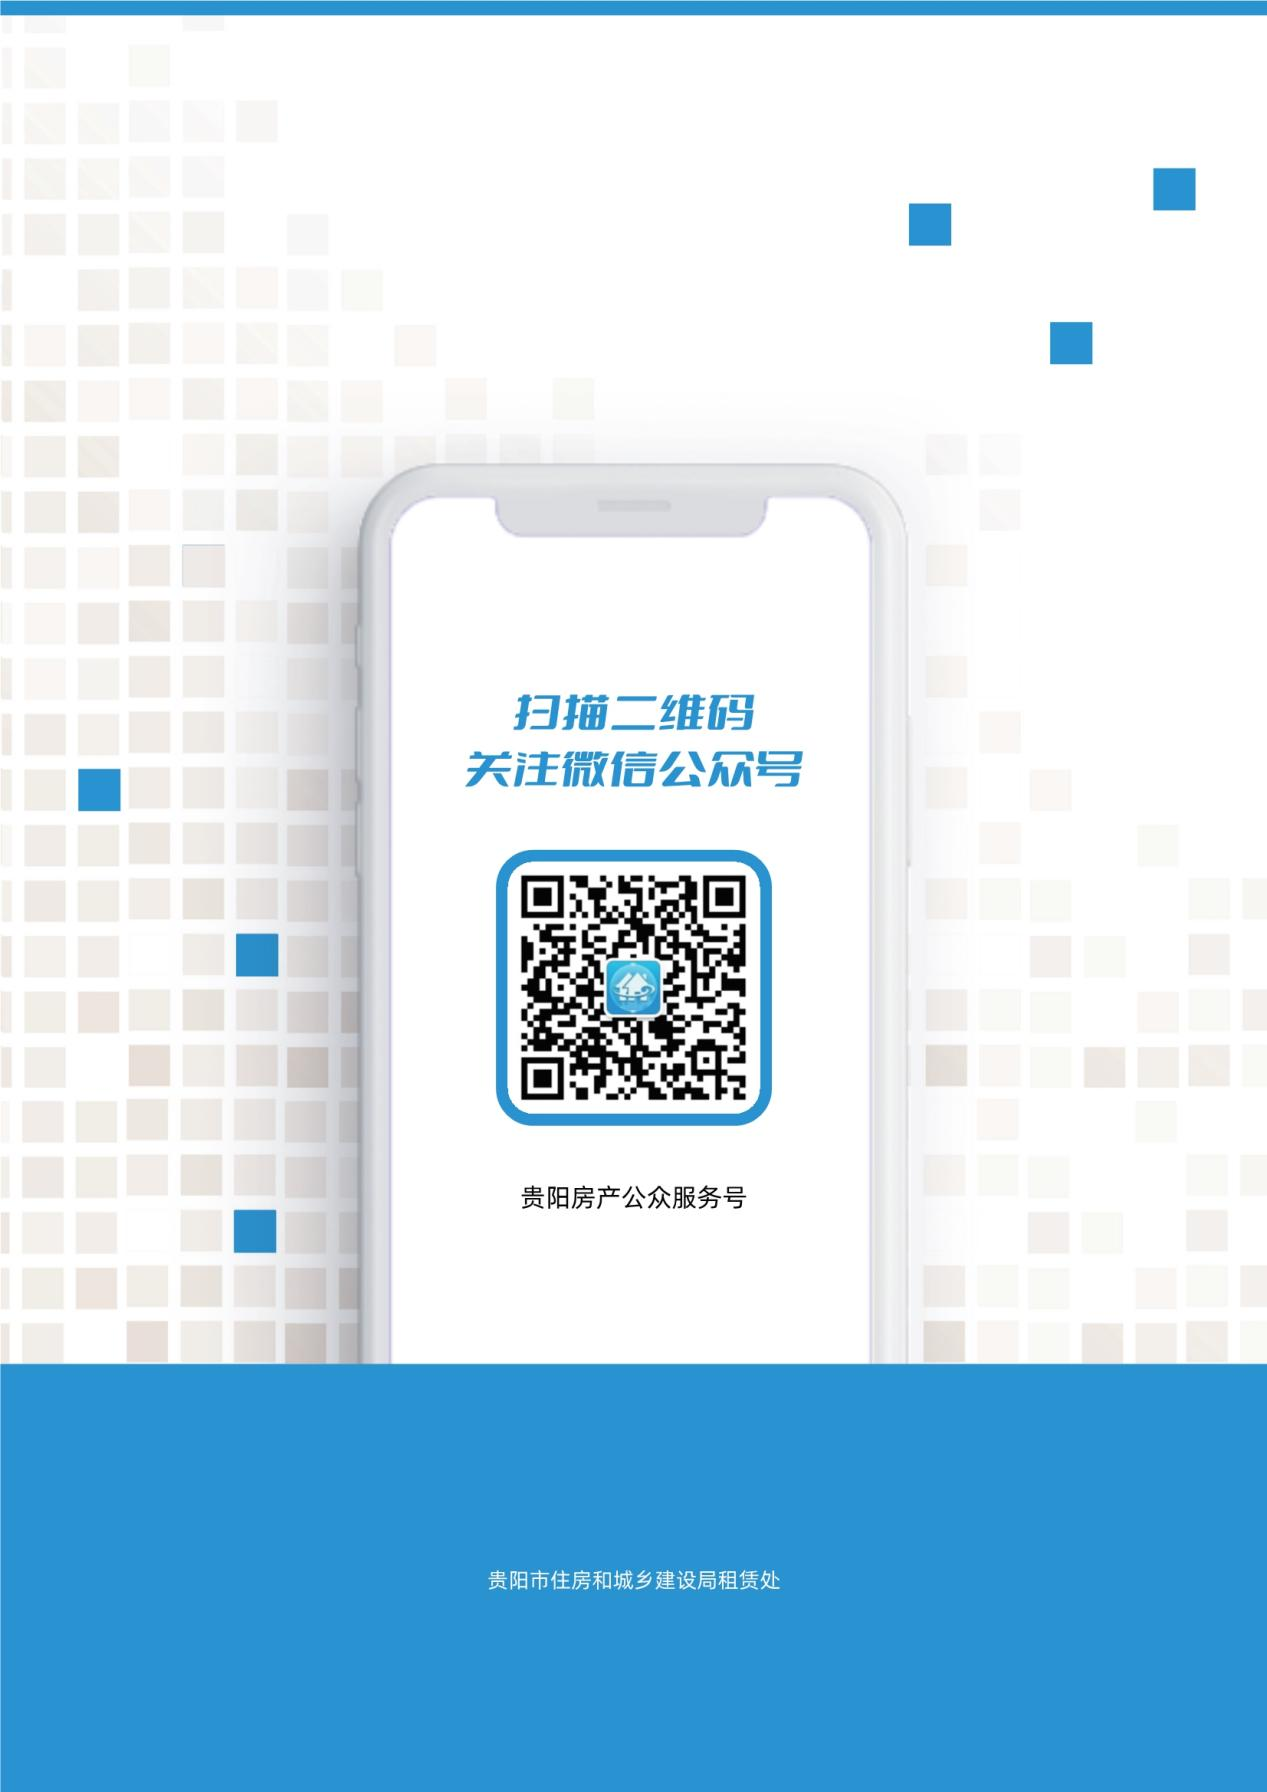 扫描二维码
关注微信公众号
贵阳房产公众服务号
贵阳市住房和城乡建设局租赁处